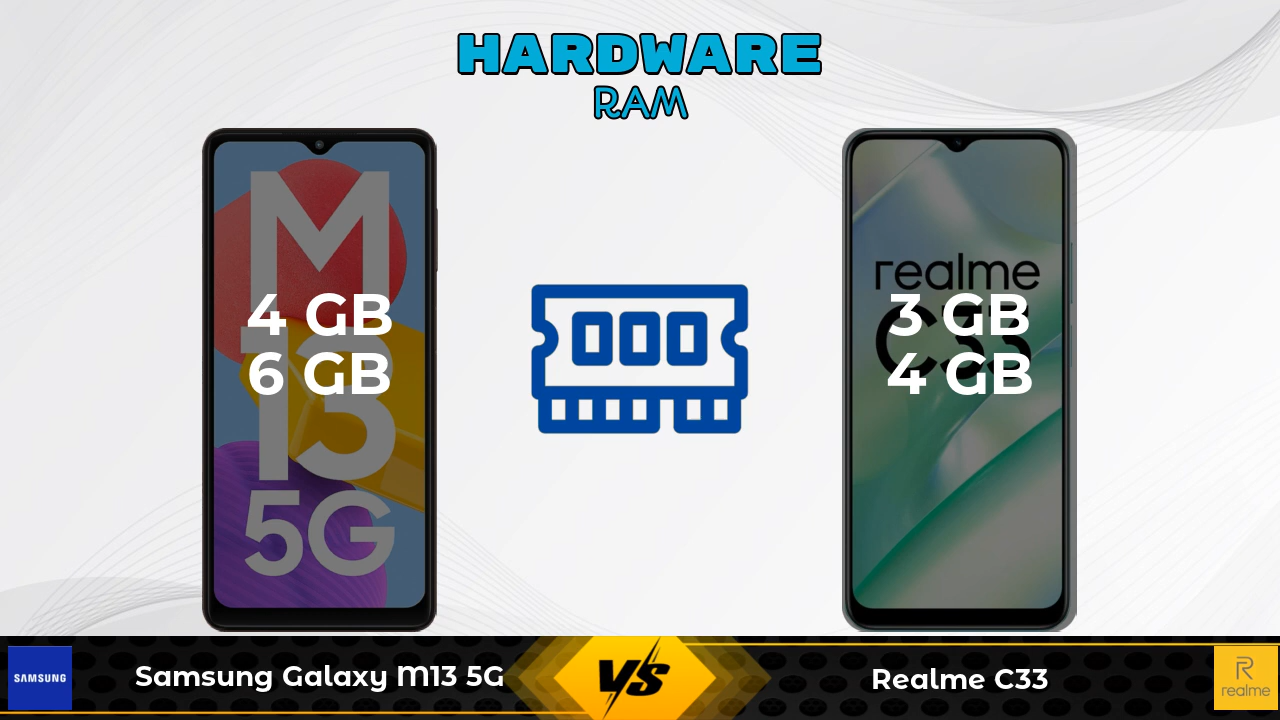 HARDWARE
RAM
M
13
5G
4 GB
6 GB
realme
C33
3 GB
4 GB
SAMSUNG
Samsung Galaxy M13 5G
VS
Realme C33
R
realme